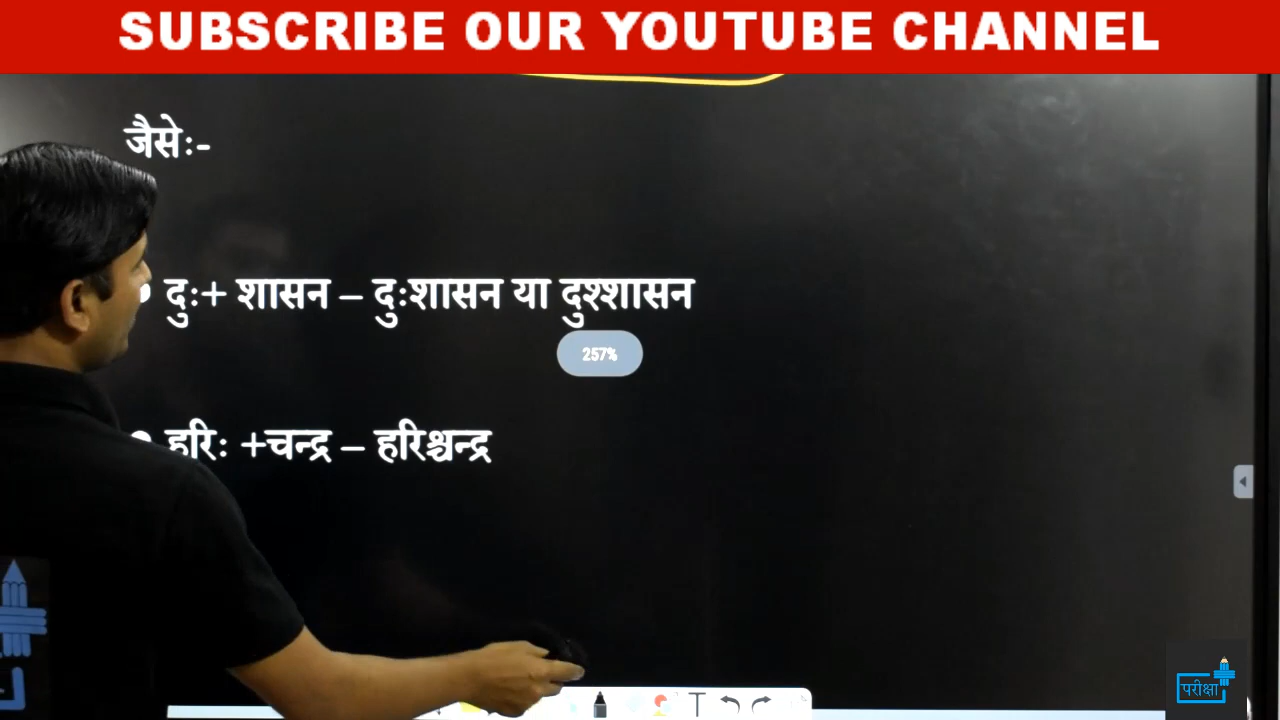 SUBSCRIBE OUR YOUTUBE CHANNEL
जैसेः-
दुः+ शासन – दुःशासन या दुश्शासन
257%
हरिः +चन्द्र – हरिश्चन्द्र
T
परीक्षा